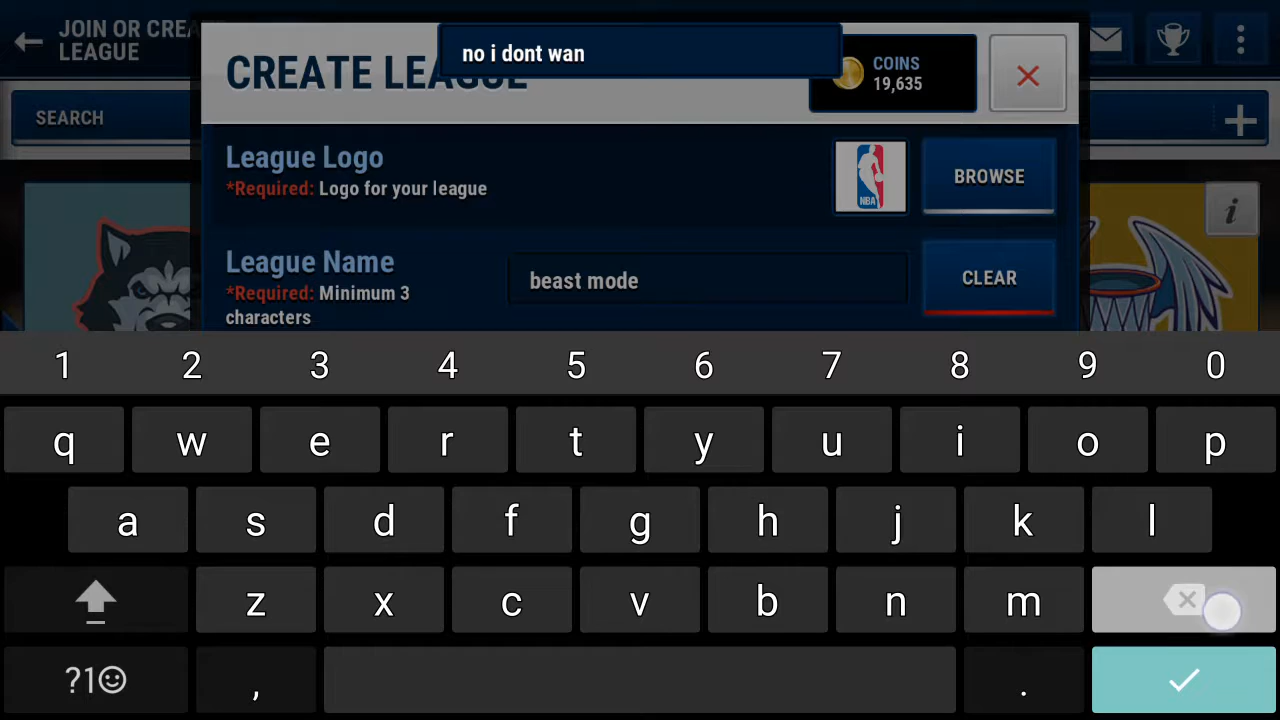 JOIN OR CREA
LEAGUE
no i dont wan
CREATE LEAGUE
COINS
19,635
SEARCH
League Logo
*Required: Logo for your league
NBA
BROWSE
i
League Name
*Required: Minimum 3
characters
beast mode
CLEAR
1 2 3 4 5 6 7 8 9 0
q w e r t y u i o p
a s d f g h j k l
z x c v b n m
?1☺ , .